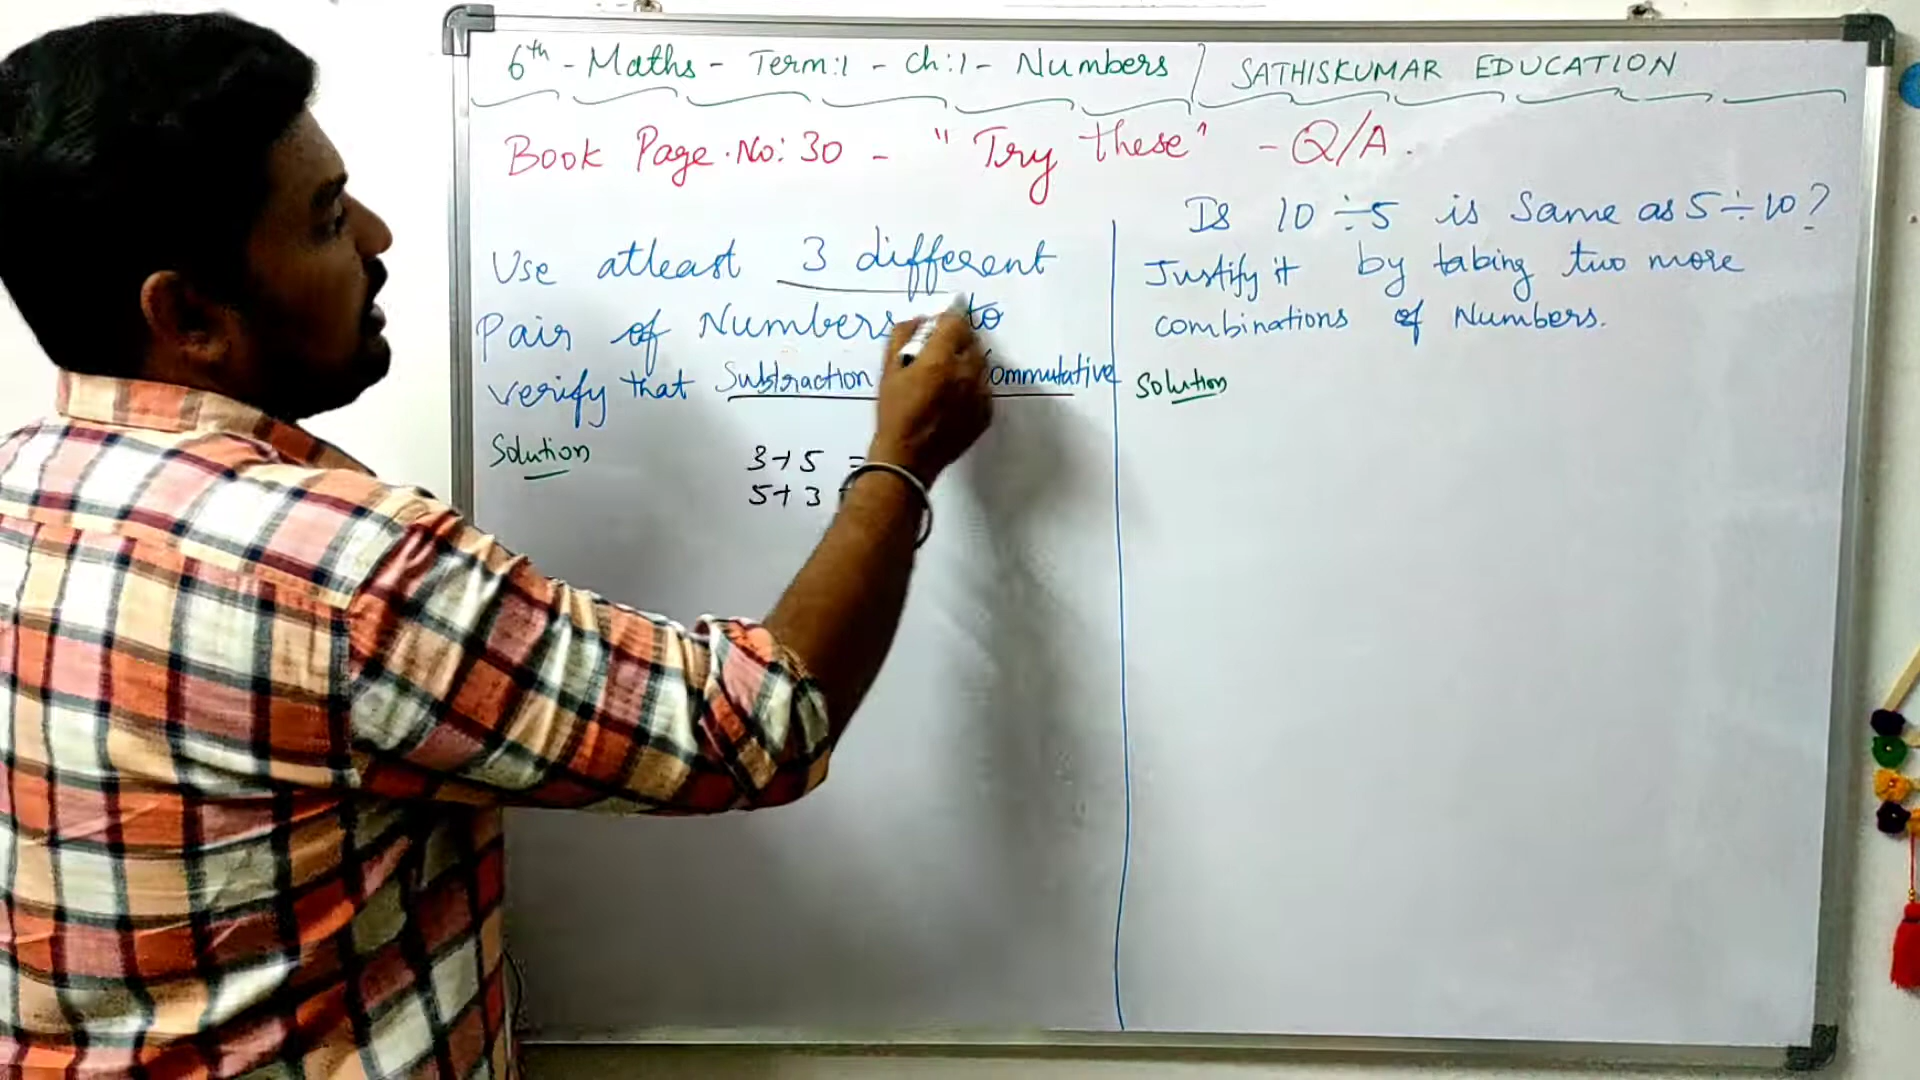 6th - Maths - Term:1 - Ch:1 - Numbers / SATHISKUMAR EDUCATION
Book Page.No: 30 - "Try these" - Q/A.
Use atleast 3 different
Pair of Numbers to
verify that Subtraction Commutative
Solution
3+5 =
5+3
Is 10 ÷ 5 is Same as 5 ÷ 10?
Justify it by taking two more
combinations of Numbers.
Solution